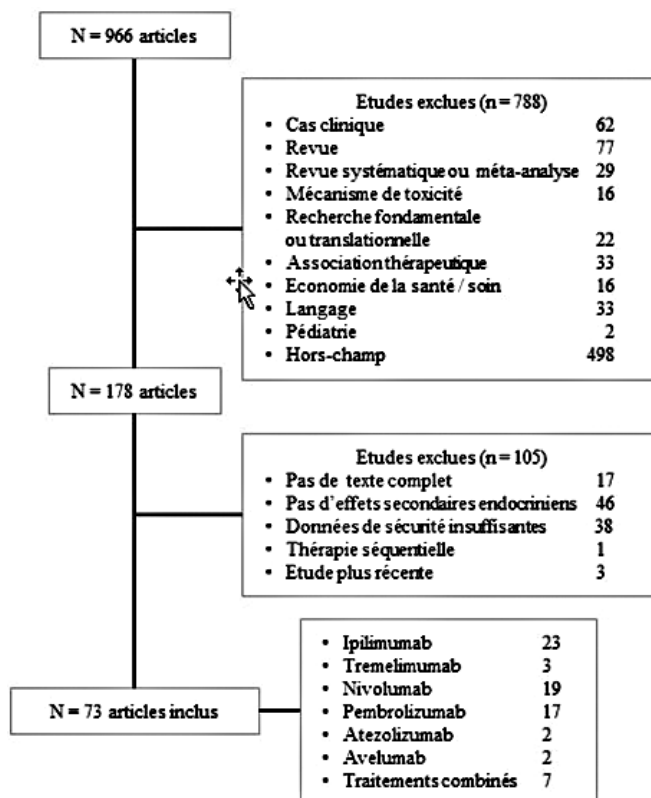 N = 966 articles
Etudes exclues (n = 788)
• Cas clinique 62
• Revue 77
• Revue systématique ou méta-analyse 29
• Mécanisme de toxicité 16
• Recherche fondamentale
ou translationnelle 22
• Association thérapeutique 33
• Economie de la santé / soin 16
• Langage 33
• Pédiatrie 2
• Hors-champ 498
N = 178 articles
Etudes exclues (n = 105)
• Pas de texte complet 17
• Pas d'effets secondaires endocriniens 46
• Données de sécurité insuffisantes 38
• Thérapie séquentielle 1
• Etude plus récente 3
N = 73 articles inclus
• Ipilimumab 23
• Tremelimumab 3
• Nivolumab 19
• Pembrolizumab 17
• Atezolizumab 2
• Avelumab 2
• Traitements combinés 7